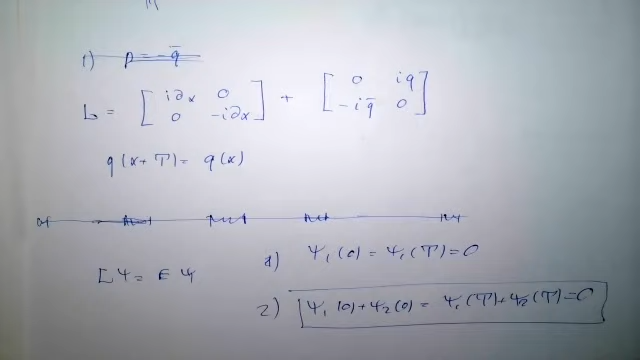 1) p = -q̄
L = [ i∂x 0 ; 0 -i∂x ] + [ 0 iq ; -iq̄ 0 ]
q(x+T) = q(x)
LΨ = EΨ
1) Ψ₁(0) = Ψ₁(T) = 0
2) Ψ₁(0)+Ψ₂(0) = Ψ₁(T)+Ψ₂(T) = 0